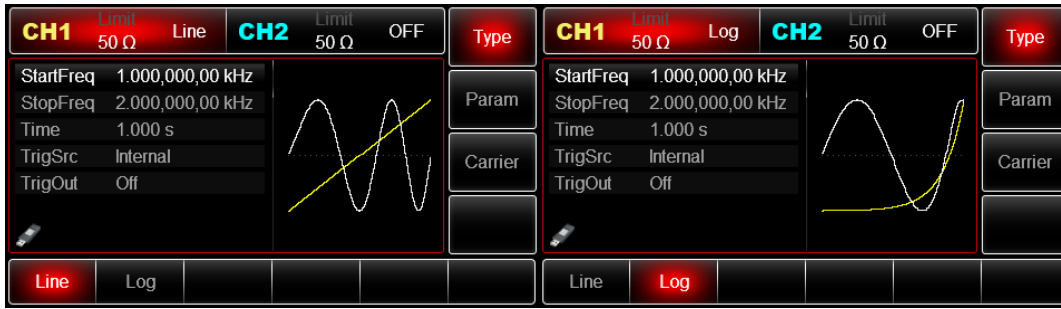 CH1 Limit 50 Ω Line CH2 Limit 50 Ω OFF Type
StartFreq 1.000,000,00 kHz
StopFreq 2.000,000,00 kHz
Param
Time 1.000 s
TrigSrc Internal
Carrier
TrigOut Off
Line Log
CH1 Limit 50 Ω Log CH2 Limit 50 Ω OFF Type
StartFreq 1.000,000,00 kHz
StopFreq 2.000,000,00 kHz
Param
Time 1.000 s
TrigSrc Internal
Carrier
TrigOut Off
Line Log